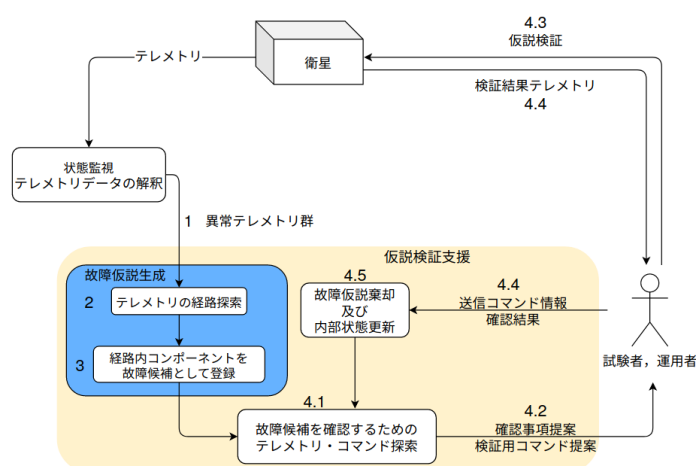 4.3
仮説検証
テレメトリ
衛星
検証結果テレメトリ
4.4
状態監視
テレメトリデータの解釈
1 異常テレメトリ群
仮説検証支援
故障仮説生成
2 テレメトリの経路探索
3 経路内コンポーネントを
故障候補として登録
4.5
故障仮説棄却
及び
内部状態更新
4.4
送信コマンド情報
確認結果
試験者，運用者
4.1
故障候補を確認するための
テレメトリ・コマンド探索
4.2
確認事項提案
検証用コマンド提案